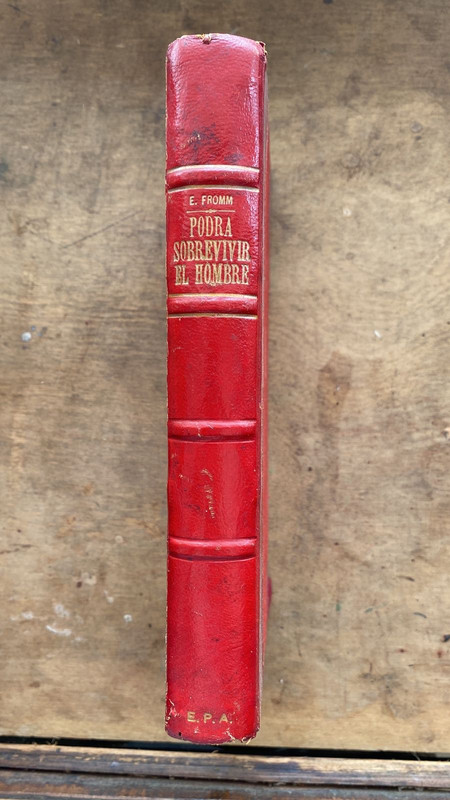 E. FROMM
PODRA
SOBREVIVIR
EL HOMBRE
E. P. A.